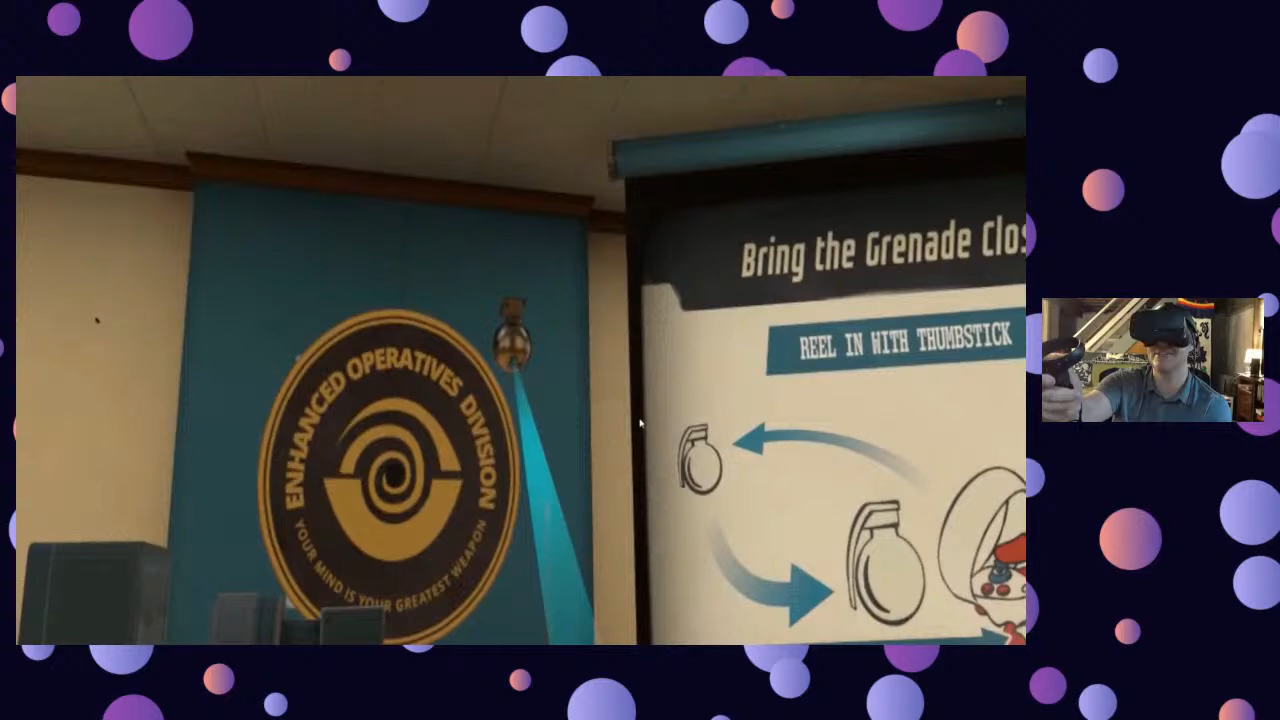 Bring the Grenade Clos
REEL IN WITH THUMBSTICK
ENHANCED OPERATIVES DIVISION
YOUR MIND IS YOUR GREATEST WEAPON